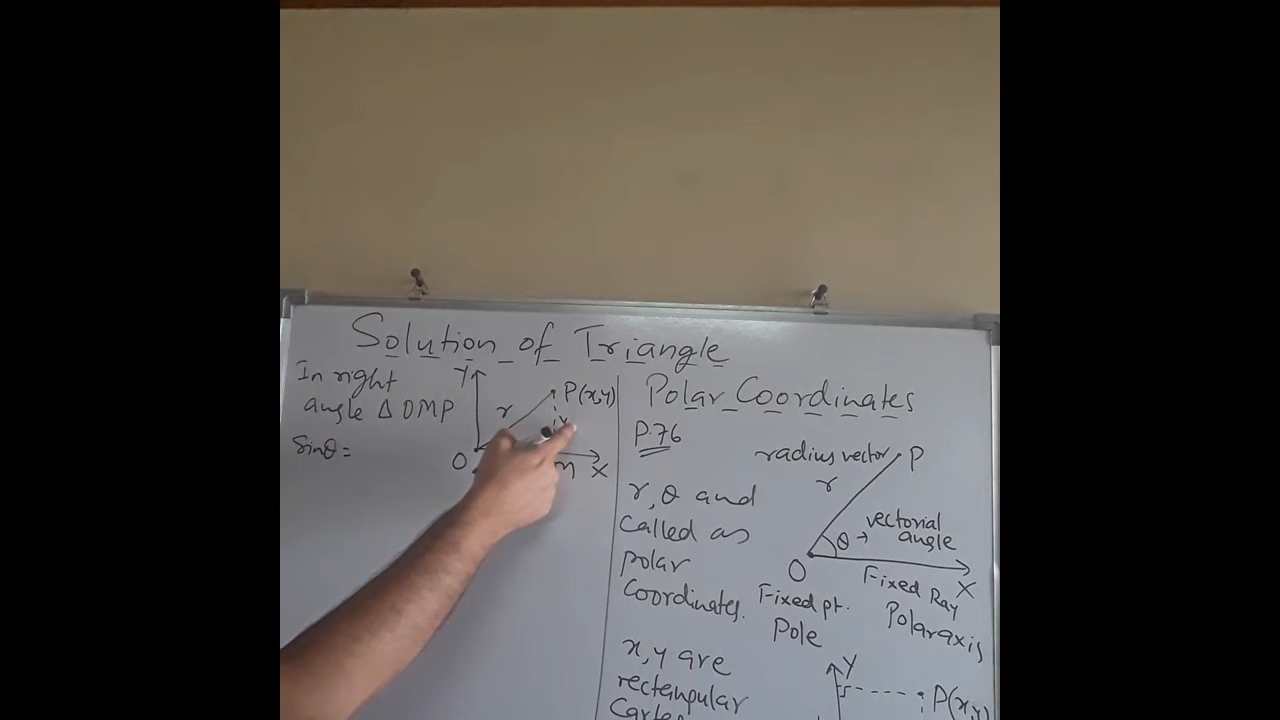 Solution of Triangle
In right
angle Δ OMP
Sinθ =
Y
P(x,y)
r
y
O
M
X
Polar Coordinates
P.76
r, θ and
Called as
polar
Coordinates.
radius vector
P
r
vectorial
angle
θ →
O
Fixed pt.
Pole
Fixed Ray
X
Polaraxis
x, y are
rectangular
Y
P(x,y)